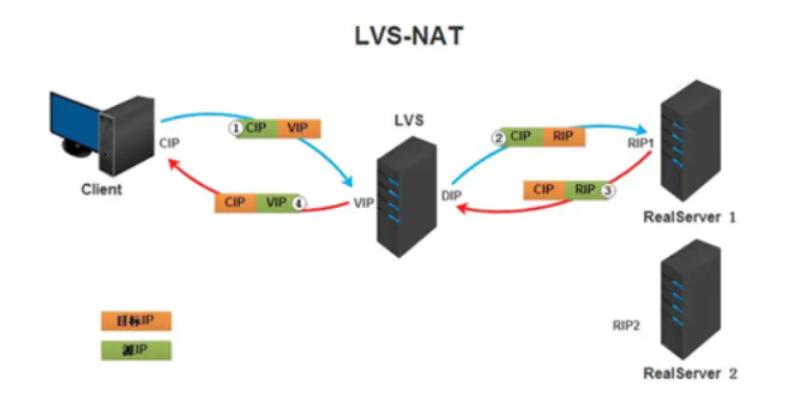 LVS-NAT
① CIP VIP
LVS
② CIP RIP
CIP
RIP1
Client
CIP RIP ③
CIP VIP ④
VIP
DIP
RealServer 1
目标IP
源IP
RIP2
RealServer 2